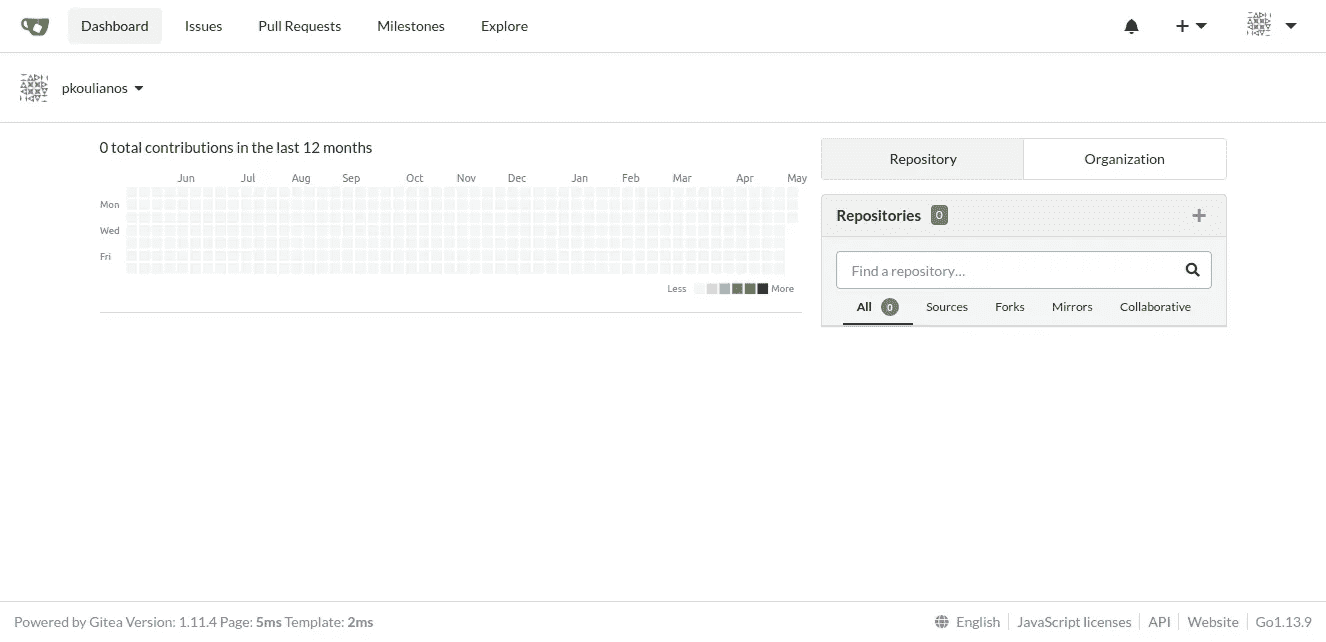 Dashboard Issues Pull Requests Milestones Explore
pkoulianos
0 total contributions in the last 12 months
Jun Jul Aug Sep Oct Nov Dec Jan Feb Mar Apr May
Mon
Wed
Fri
Less More
Repository Organization
Repositories 0
Find a repository...
All 0 Sources Forks Mirrors Collaborative
Powered by Gitea Version: 1.11.4 Page: 5ms Template: 2ms
English JavaScript licenses API Website Go1.13.9